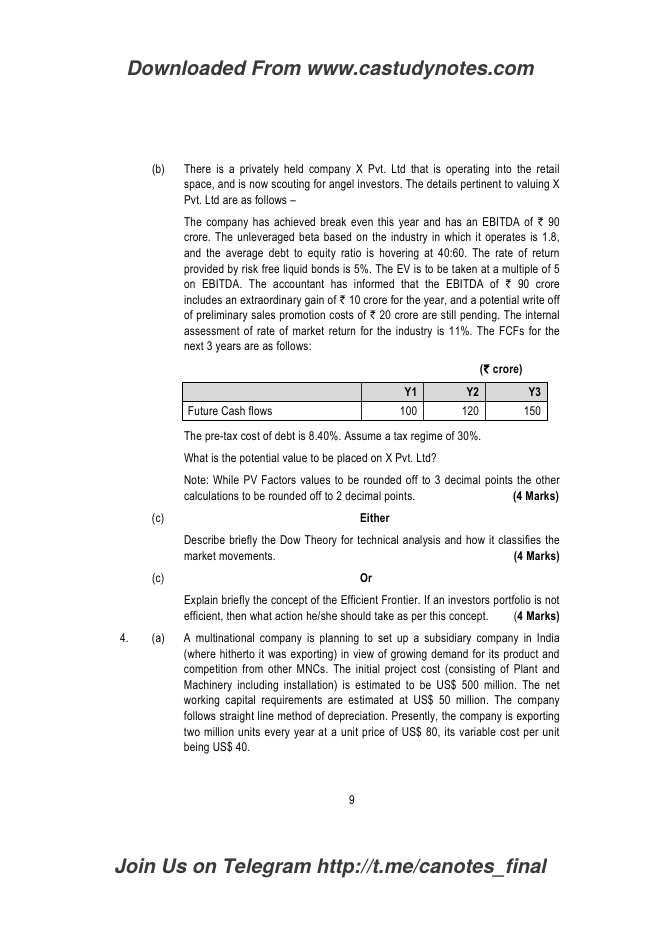 Downloaded From www.castudynotes.com
(b) There is a privately held company X Pvt. Ltd that is operating into the retail
space, and is now scouting for angel investors. The details pertinent to valuing X
Pvt. Ltd are as follows –
The company has achieved break even this year and has an EBITDA of ₹ 90
crore. The unleveraged beta based on the industry in which it operates is 1.8,
and the average debt to equity ratio is hovering at 40:60. The rate of return
provided by risk free liquid bonds is 5%. The EV is to be taken at a multiple of 5
on EBITDA. The accountant has informed that the EBITDA of ₹ 90 crore
includes an extraordinary gain of ₹ 10 crore for the year, and a potential write off
of preliminary sales promotion costs of ₹ 20 crore are still pending. The internal
assessment of rate of market return for the industry is 11%. The FCFs for the
next 3 years are as follows:
(₹ crore)
Y1 Y2 Y3
Future Cash flows 100 120 150
The pre-tax cost of debt is 8.40%. Assume a tax regime of 30%.
What is the potential value to be placed on X Pvt. Ltd?
Note: While PV Factors values to be rounded off to 3 decimal points the other
calculations to be rounded off to 2 decimal points. (4 Marks)
(c) Either
Describe briefly the Dow Theory for technical analysis and how it classifies the
market movements. (4 Marks)
(c) Or
Explain briefly the concept of the Efficient Frontier. If an investors portfolio is not
efficient, then what action he/she should take as per this concept. (4 Marks)
4. (a) A multinational company is planning to set up a subsidiary company in India
(where hitherto it was exporting) in view of growing demand for its product and
competition from other MNCs. The initial project cost (consisting of Plant and
Machinery including installation) is estimated to be US$ 500 million. The net
working capital requirements are estimated at US$ 50 million. The company
follows straight line method of depreciation. Presently, the company is exporting
two million units every year at a unit price of US$ 80, its variable cost per unit
being US$ 40.
9
Join Us on Telegram http://t.me/canotes_final